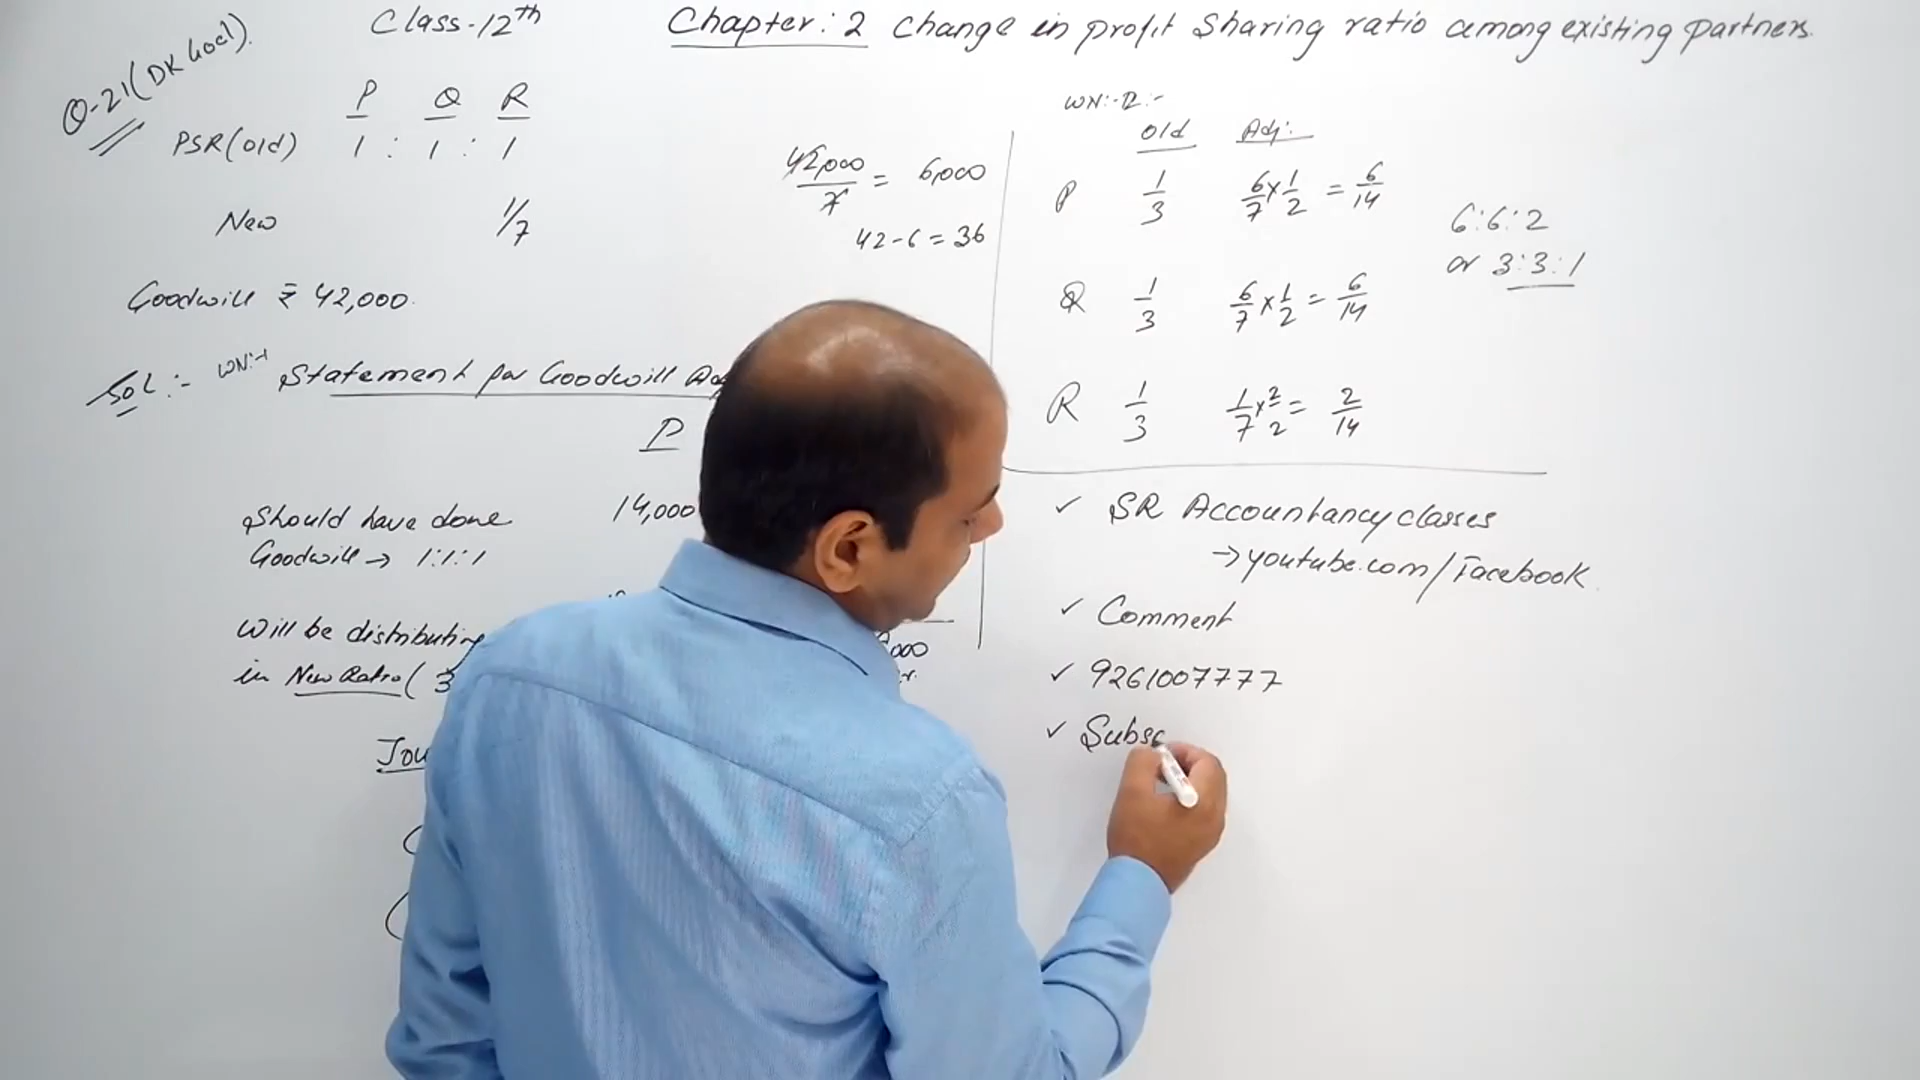 Class-12th
Chapter:2 Change in profit Sharing ratio among existing partners.
Q-21 (DK Goel).
P Q R
PSR(old) 1 : 1 : 1
New 1/7
Goodwill ₹ 42,000.
42,000/7 = 6,000
42-6=36
Sol:- WN:-1 Statement for Goodwill
P
Should have done 14,000
Goodwill → 1:1:1
Will be distributing
in New Ratio ( 3
000
Jou
WN:-2:-
Old Adj:
P 1/3 6/7 x 1/2 = 6/14
Q 1/3 6/7 x 1/2 = 6/14
R 1/3 1/7 x 2/2 = 2/14
6:6:2
or 3:3:1
✓ SR Accountancy classes
→ youtube.com/Facebook
✓ Comment
✓ 9261007777
✓ Subsc